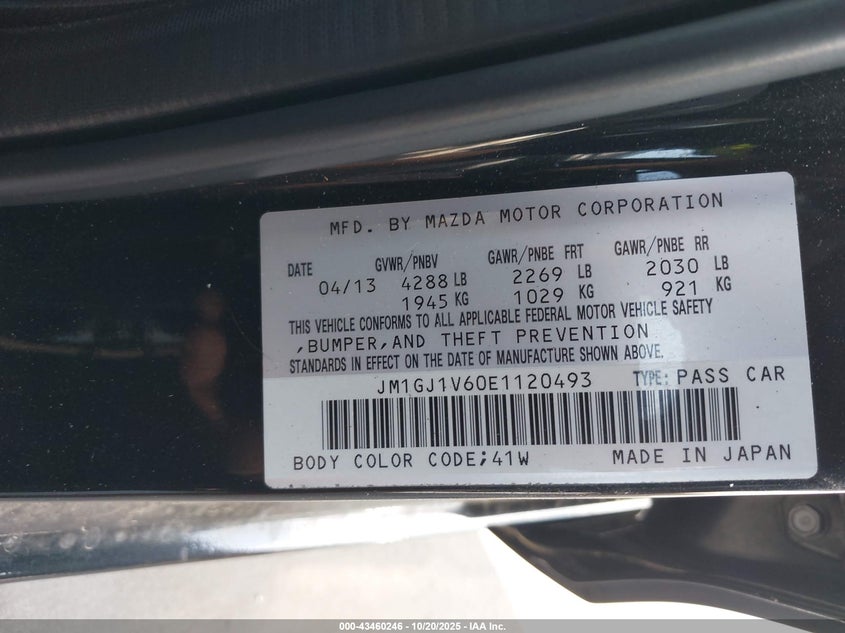 MFD. BY MAZDA MOTOR CORPORATION
DATE GVWR/PNBV GAWR/PNBE FRT GAWR/PNBE RR
04/13 4288 LB 2269 LB 2030 LB
1945 KG 1029 KG 921 KG
THIS VEHICLE CONFORMS TO ALL APPLICABLE FEDERAL MOTOR VEHICLE SAFETY
,BUMPER,AND THEFT PREVENTION
STANDARDS IN EFFECT ON THE DATE OF MANUFACTURE SHOWN ABOVE.
JM1GJ1V60E1120493 TYPE: PASS CAR
BODY COLOR CODE;41W MADE IN JAPAN
000-43460246 - 10/20/2025 - IAA Inc.